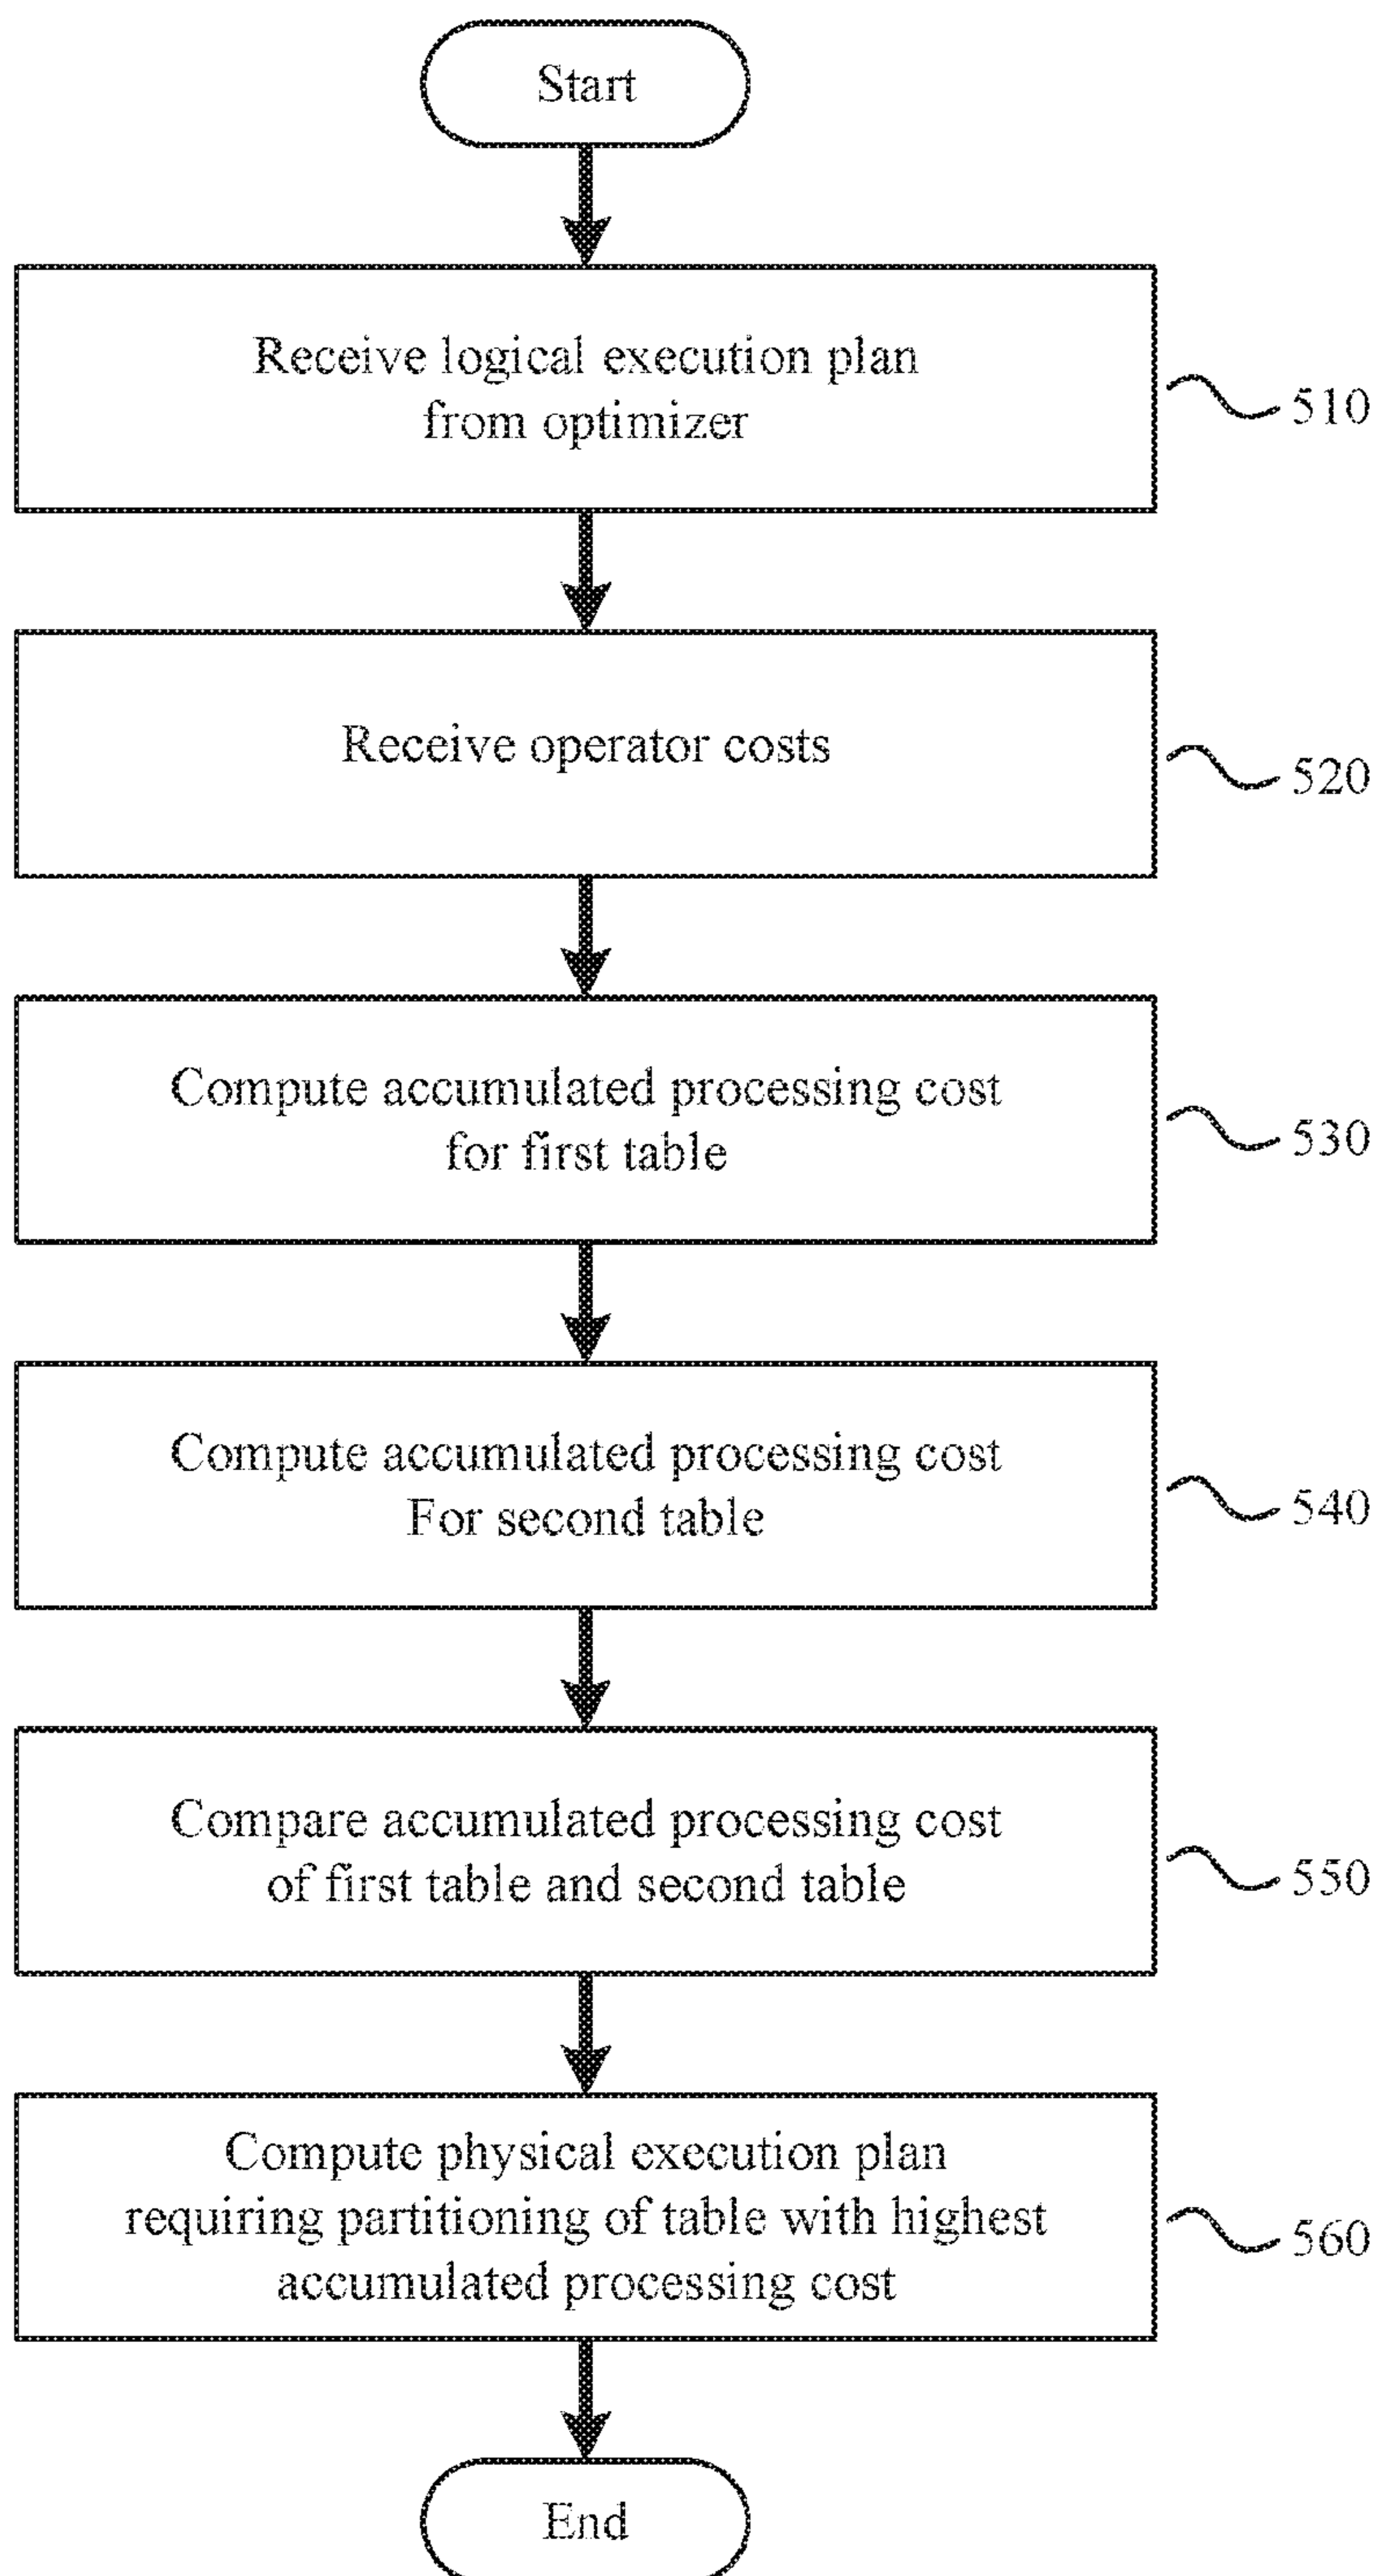 Start
Receive logical execution plan
from optimizer
510
Receive operator costs
520
Compute accumulated processing cost
for first table
530
Compute accumulated processing cost
For second table
540
Compare accumulated processing cost
of first table and second table
550
Compute physical execution plan
requiring partitioning of table with highest
accumulated processing cost
560
End